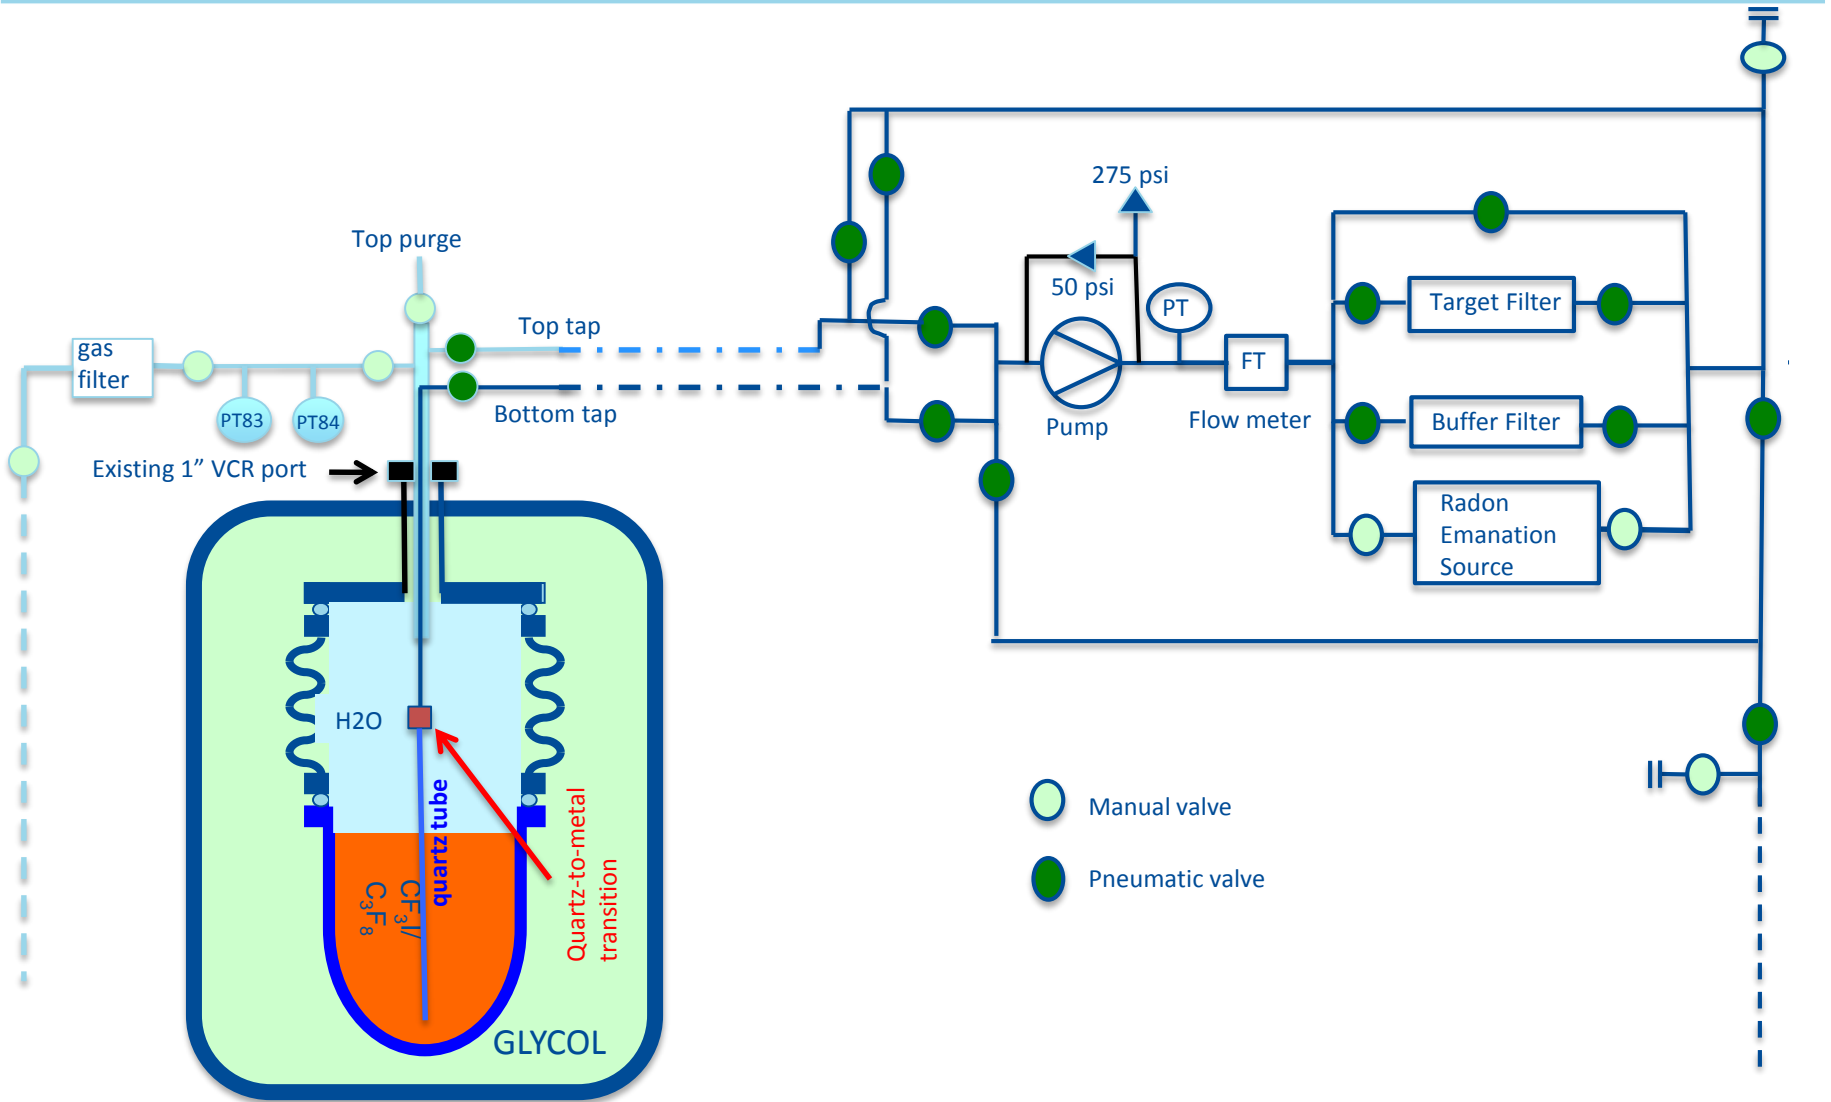 275 psi
Top purge
50 psi
PT
Target Filter
Top tap
gas
filter
FT
PT83
PT84
Bottom tap
Pump
Flow meter
Buffer Filter
Existing 1” VCR port
Radon
Emanation
Source
H2O
quartz tube
Quartz-to-metal
transition
CF3I/
C3F8
GLYCOL
Manual valve
Pneumatic valve